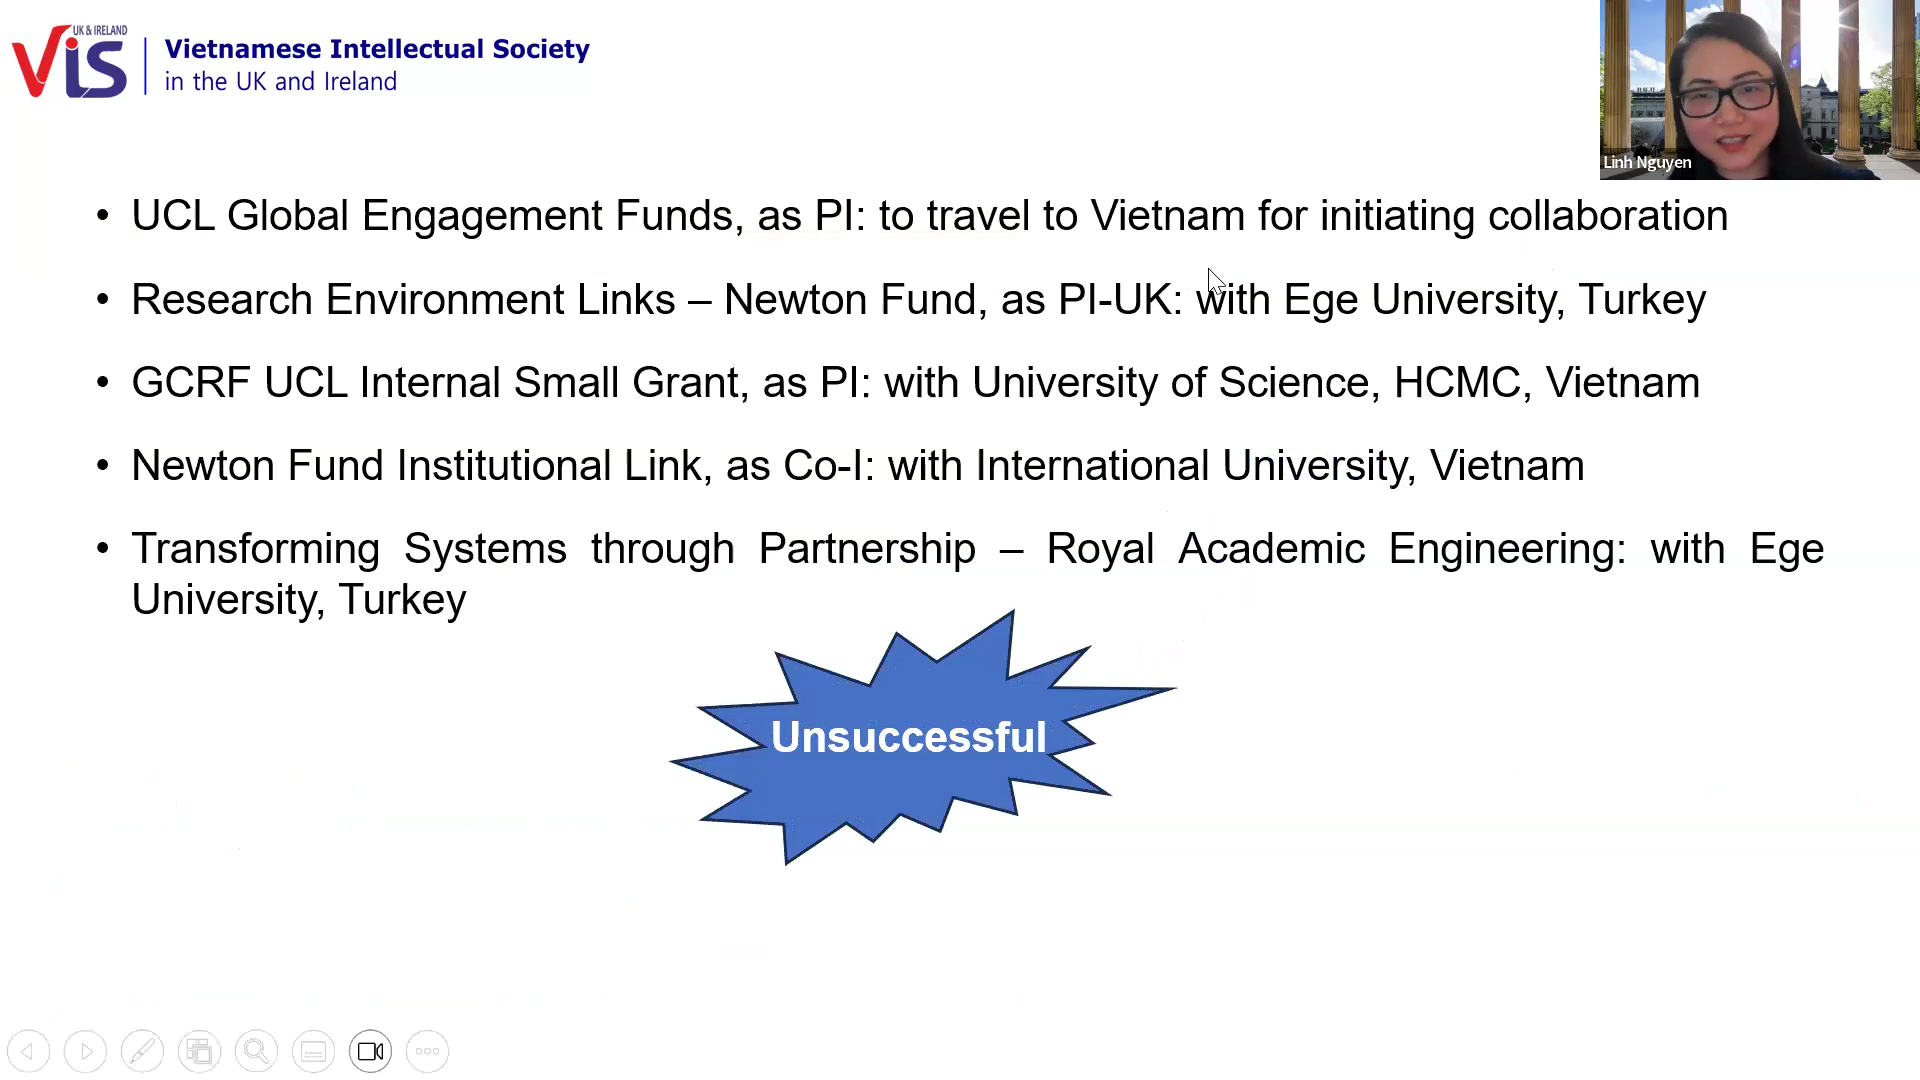 UK & IRELAND
VIS
Vietnamese Intellectual Society
in the UK and Ireland
Linh Nguyen
• UCL Global Engagement Funds, as PI: to travel to Vietnam for initiating collaboration
• Research Environment Links – Newton Fund, as PI-UK: with Ege University, Turkey
• GCRF UCL Internal Small Grant, as PI: with University of Science, HCMC, Vietnam
• Newton Fund Institutional Link, as Co-I: with International University, Vietnam
• Transforming Systems through Partnership – Royal Academic Engineering: with Ege
University, Turkey
Unsuccessful